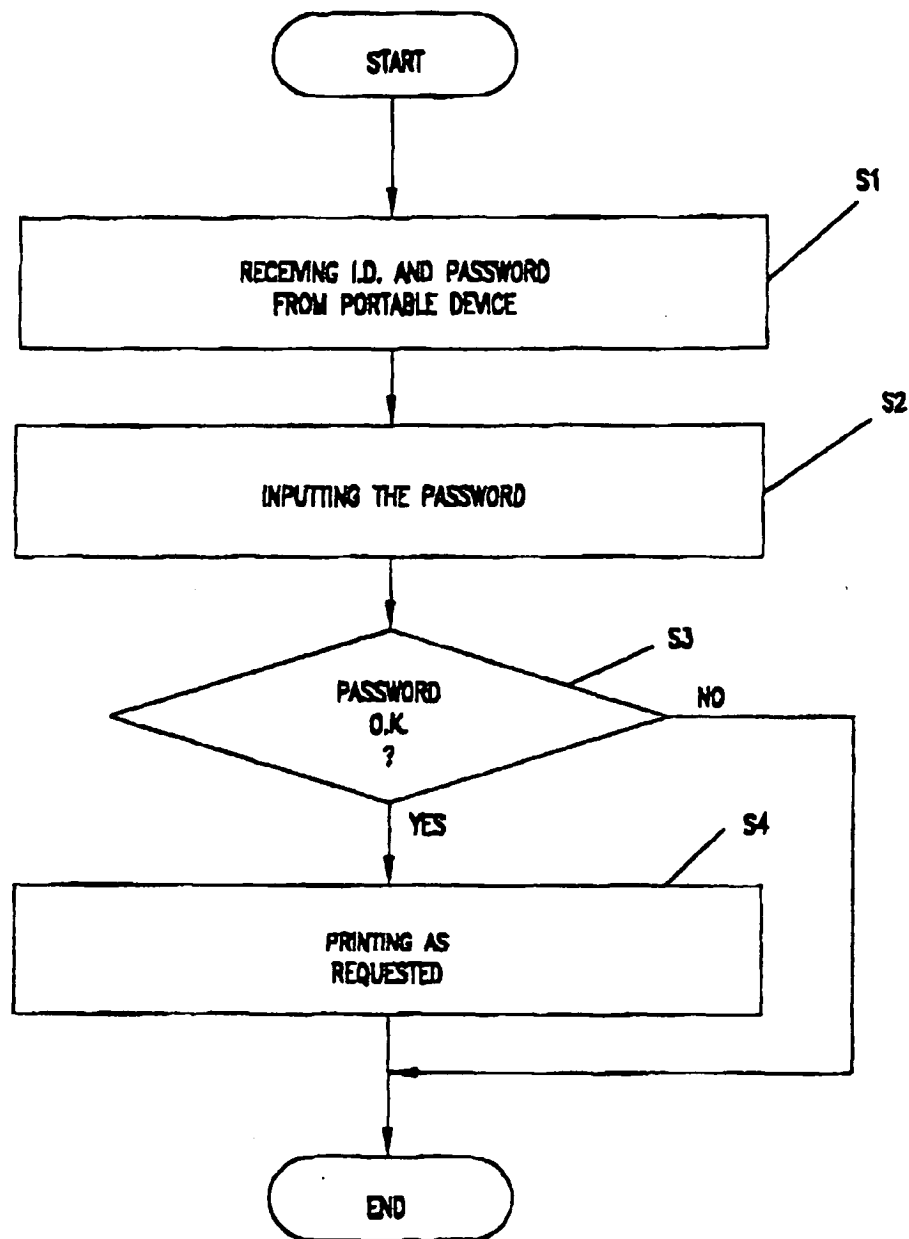 START
S1
RECEIVING I.D. AND PASSWORD
FROM PORTABLE DEVICE
S2
INPUTTING THE PASSWORD
S3
PASSWORD
O.K.
?
NO
YES
S4
PRINTING AS
REQUESTED
END